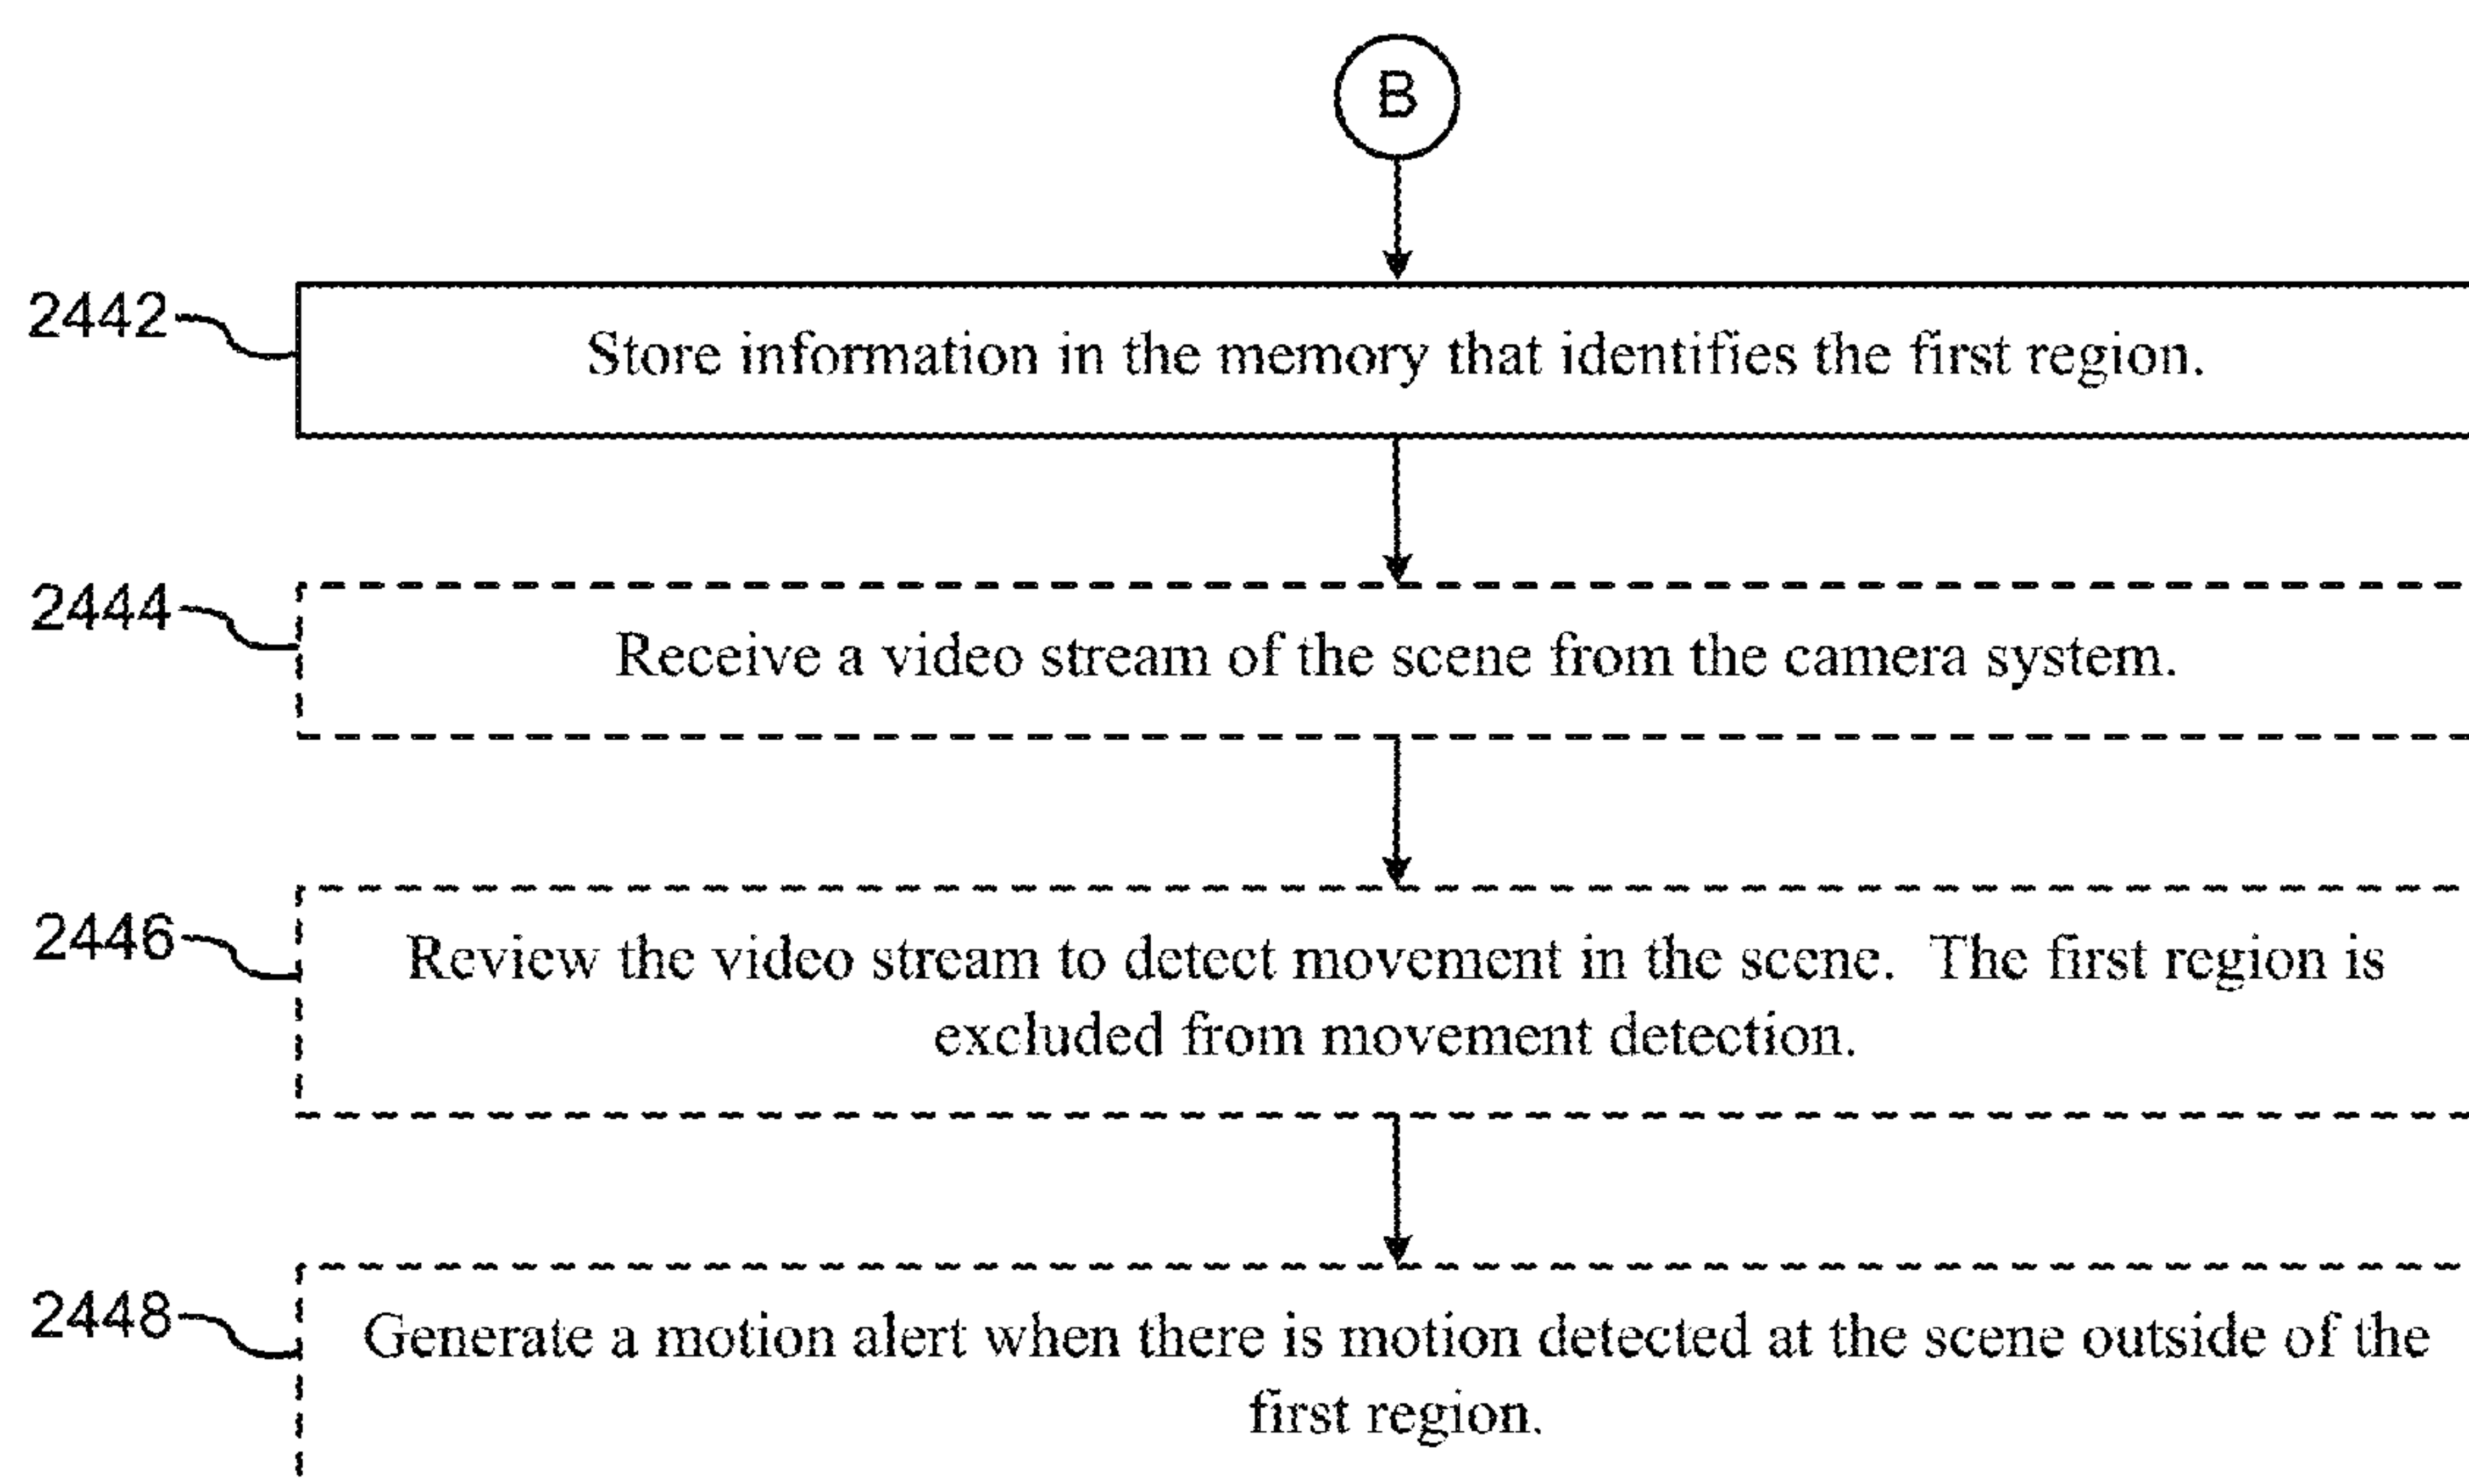 B
2442
Store information in the memory that identifies the first region.
2444
Receive a video stream of the scene from the camera system.
2446
Review the video stream to detect movement in the scene.  The first region is
excluded from movement detection.
2448
Generate a motion alert when there is motion detected at the scene outside of the
first region.